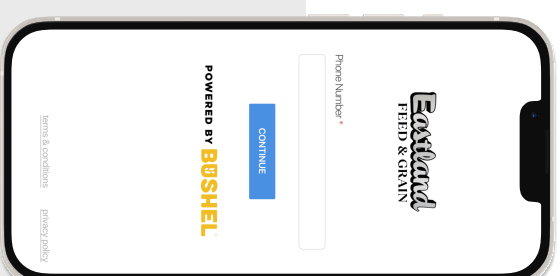 Eastland
FEED & GRAIN
Phone Number *
CONTINUE
POWERED BY BUSHEL
terms & conditions privacy policy